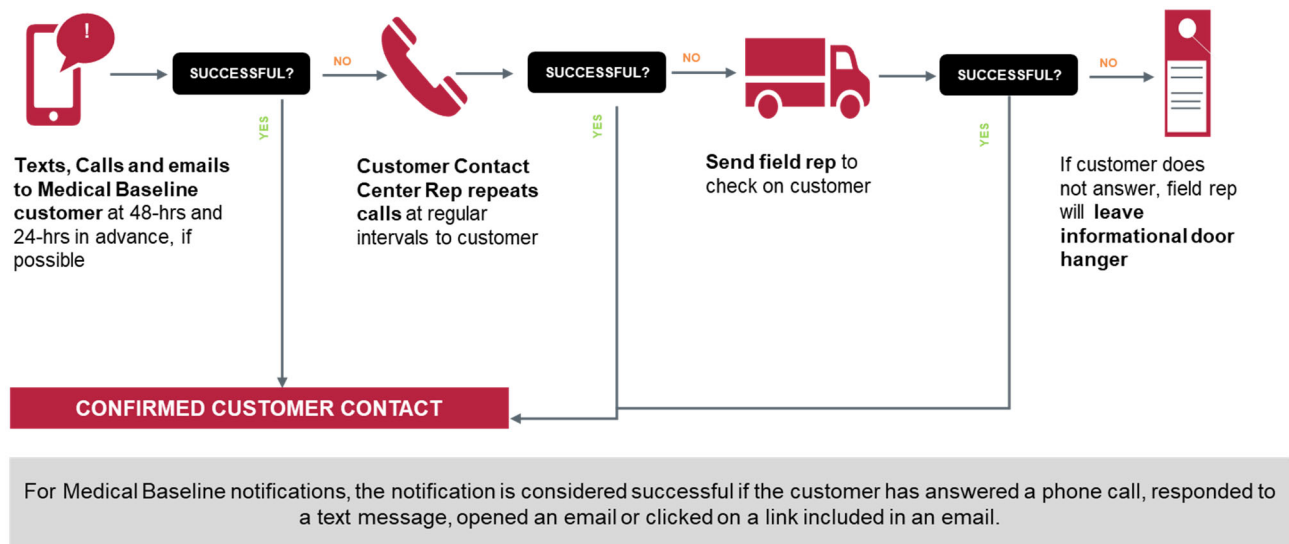 !
SUCCESSFUL?
NO
YES
Texts, Calls and emails
to Medical Baseline
customer at 48-hrs and
24-hrs in advance, if
possible
SUCCESSFUL?
NO
YES
Customer Contact
Center Rep repeats
calls at regular
intervals to customer
SUCCESSFUL?
NO
YES
Send field rep to
check on customer
If customer does
not answer, field rep
will leave
informational door
hanger
CONFIRMED CUSTOMER CONTACT
For Medical Baseline notifications, the notification is considered successful if the customer has answered a phone call, responded to
a text message, opened an email or clicked on a link included in an email.